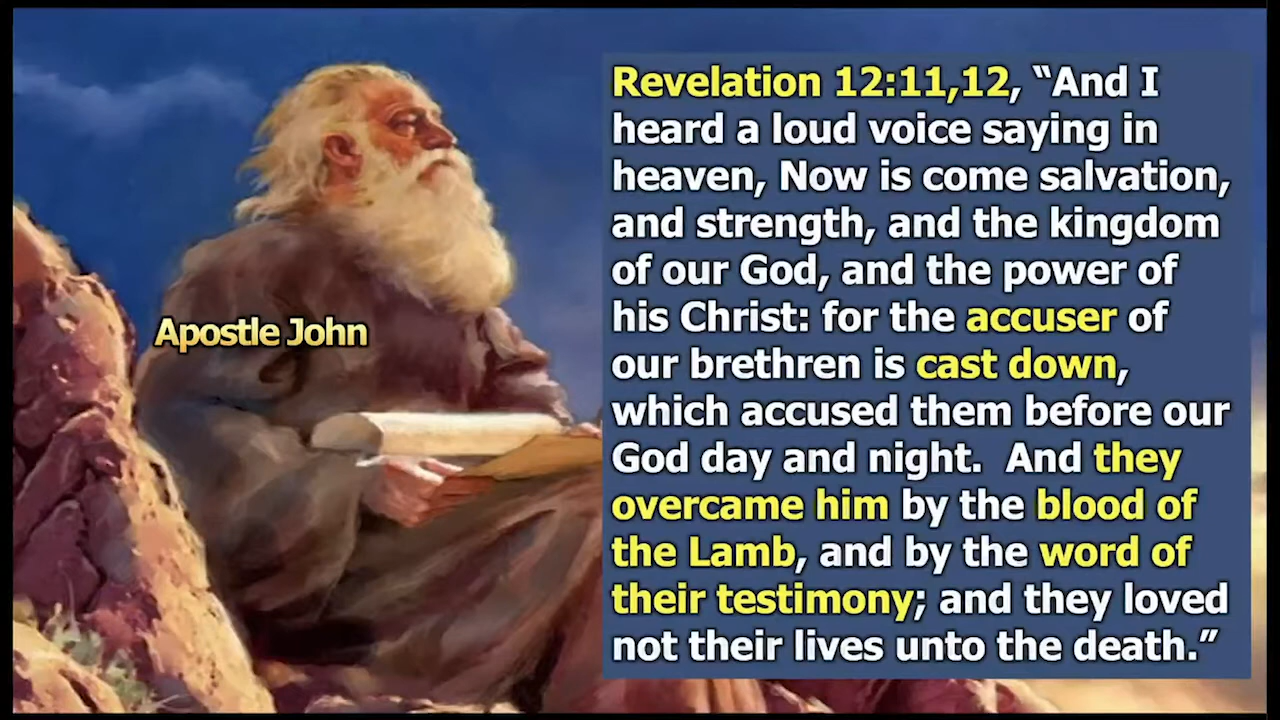 Apostle John
Revelation 12:11,12, “And I
heard a loud voice saying in
heaven, Now is come salvation,
and strength, and the kingdom
of our God, and the power of
his Christ: for the accuser of
our brethren is cast down,
which accused them before our
God day and night.  And they
overcame him by the blood of
the Lamb, and by the word of
their testimony; and they loved
not their lives unto the death.”